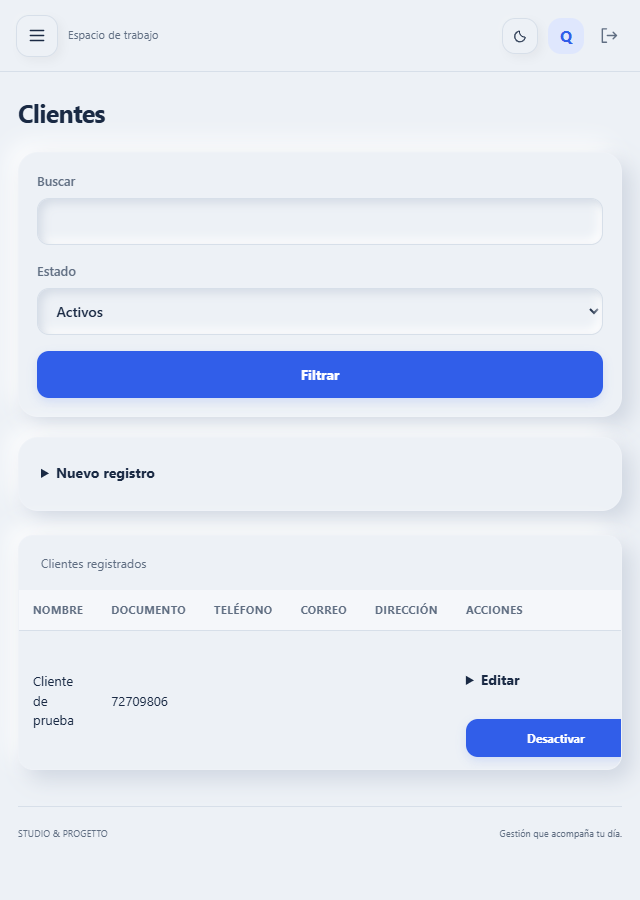 Espacio de trabajo
Q
Clientes
Buscar
Estado
Activos
Filtrar
Nuevo registro
Clientes registrados
NOMBRE DOCUMENTO TELÉFONO CORREO DIRECCIÓN ACCIONES
Cliente
de
prueba
72709806
Editar
Desactivar
STUDIO & PROGETTO
Gestión que acompaña tu día.